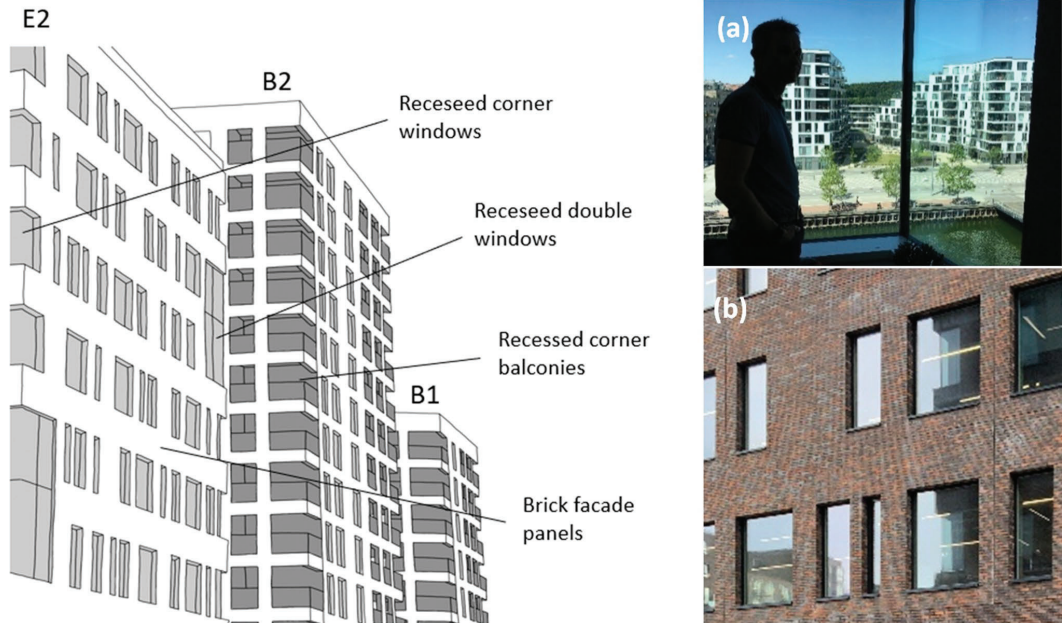 E2
B2
Receseed corner
windows
Receseed double
windows
Recessed corner
balconies
B1
Brick facade
panels
(a)
(b)